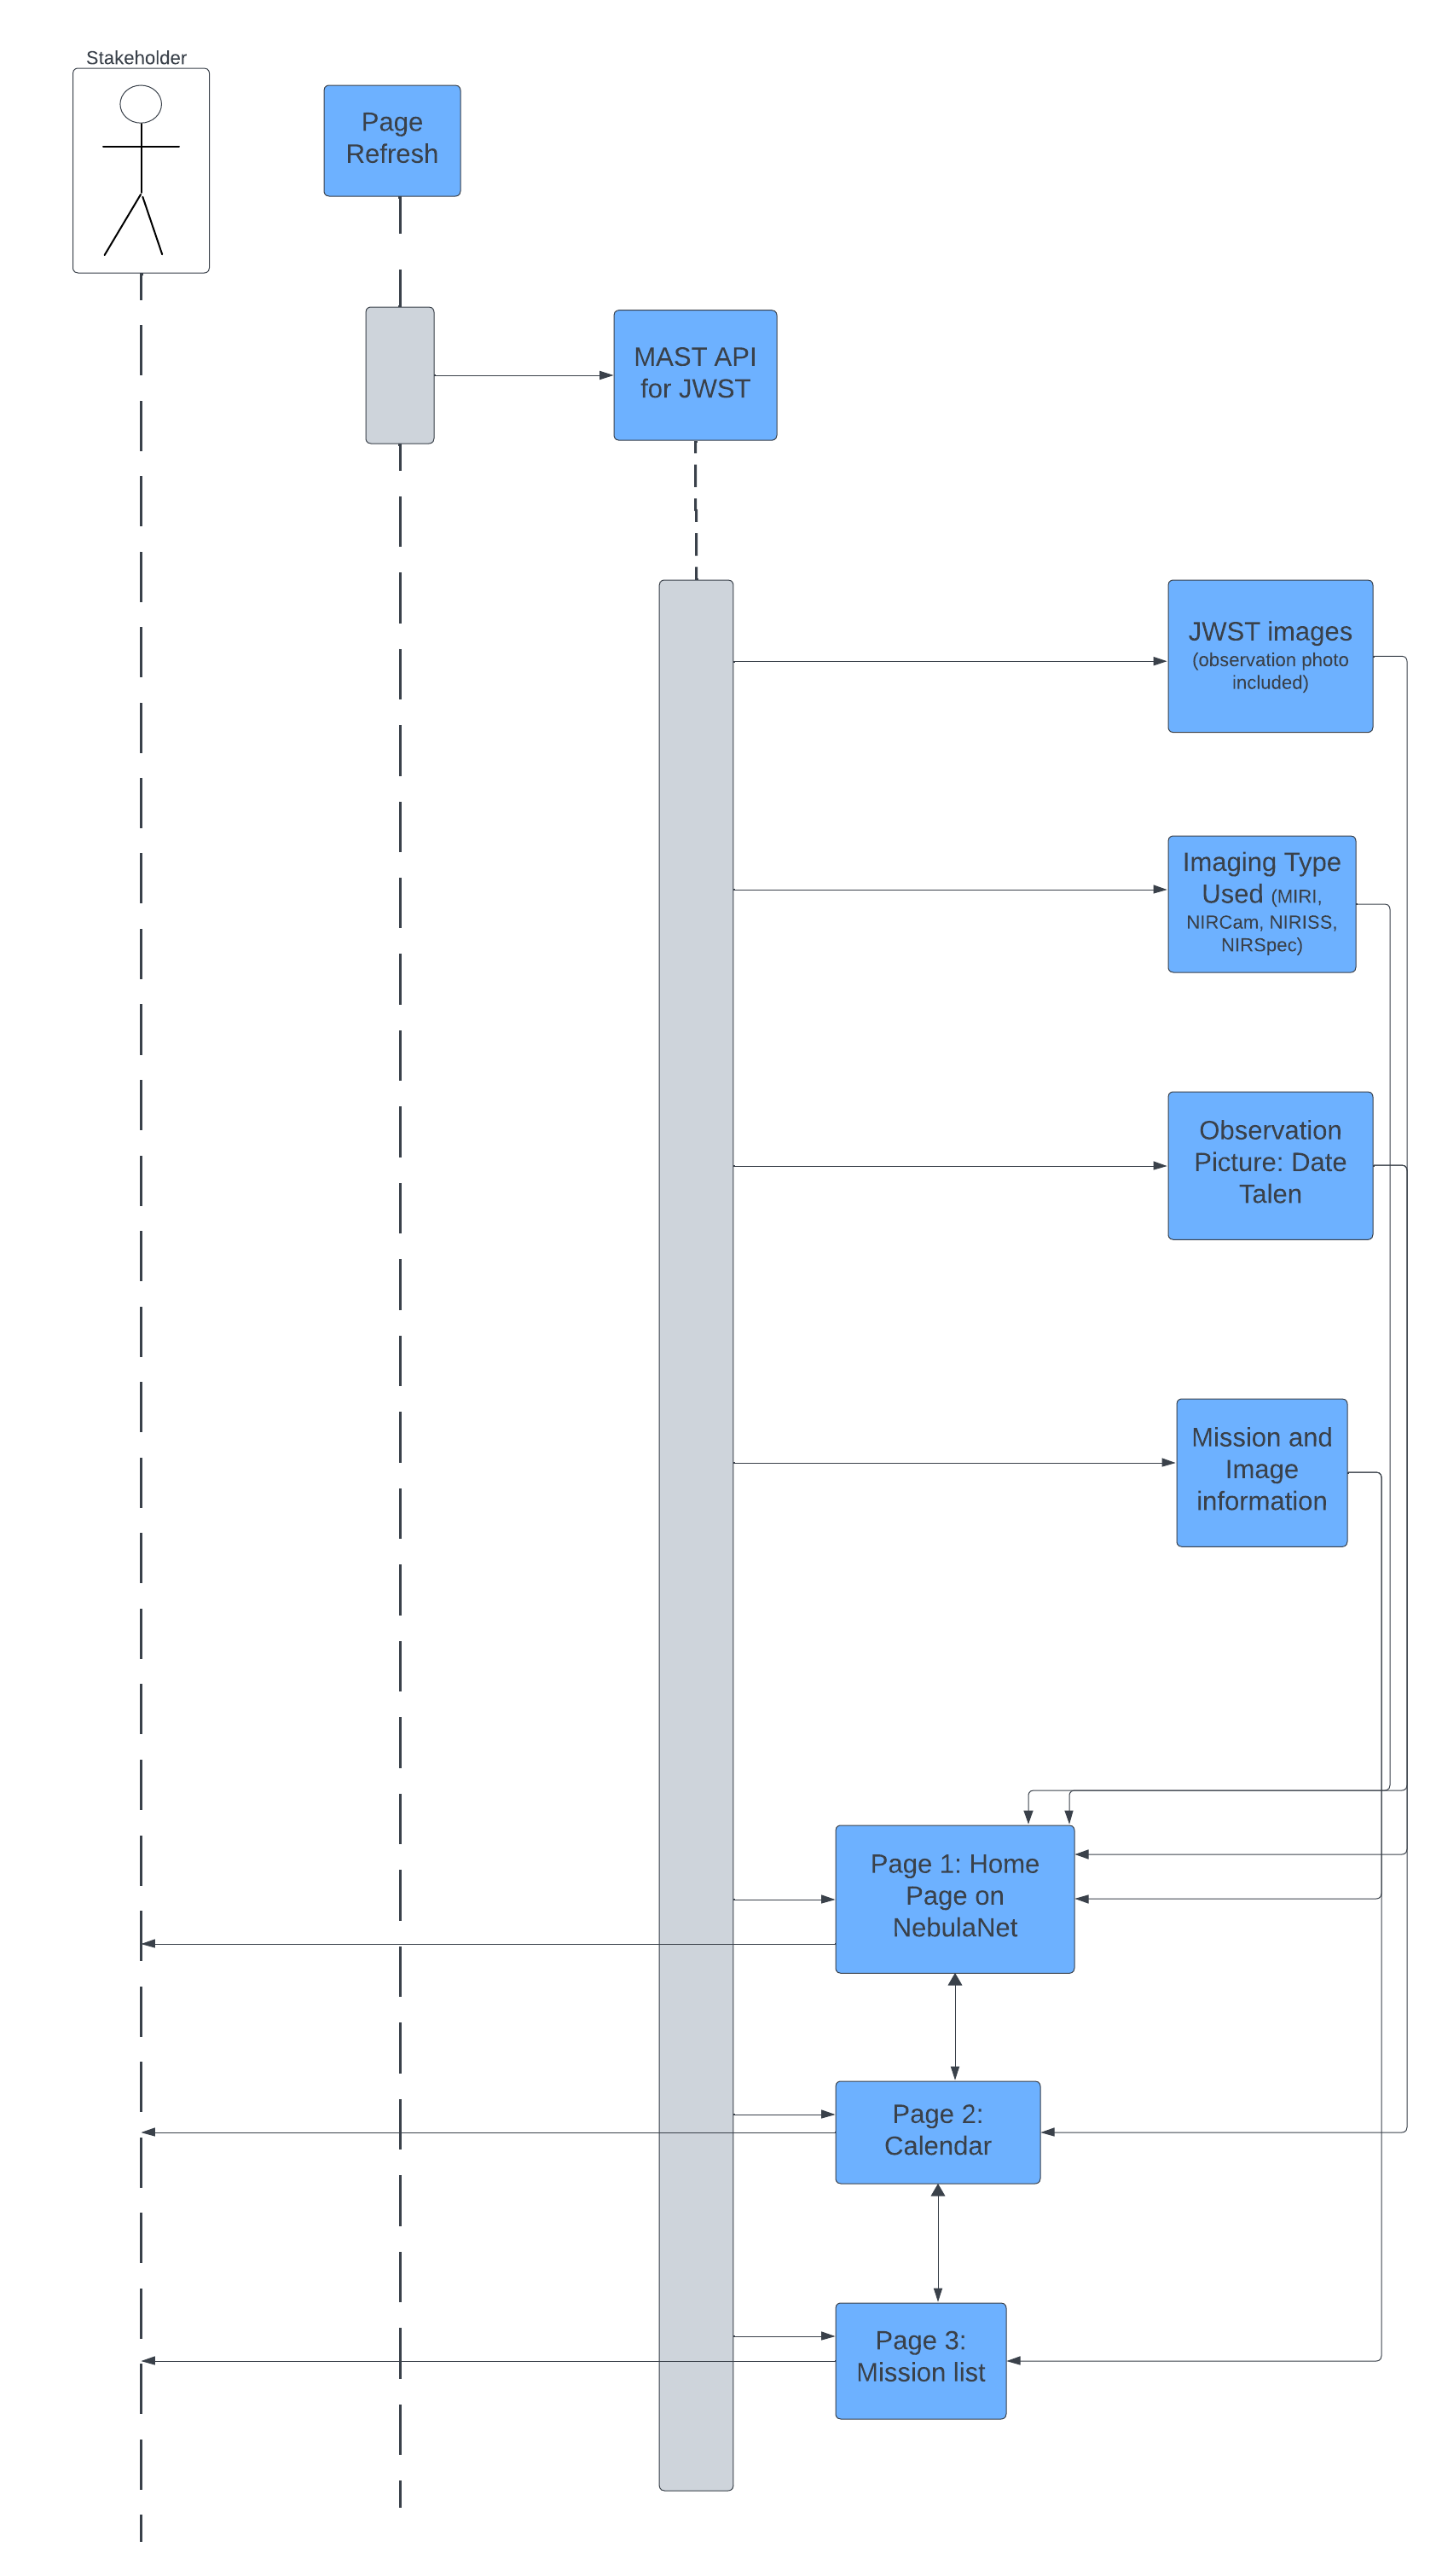 Stakeholder
Page
Refresh
MAST API
for JWST
JWST images
(observation photo
included)
Imaging Type
Used (MIRI,
NIRCam, NIRISS,
NIRSpec)
Observation
Picture: Date
Talen
Mission and
Image
information
Page 1: Home
Page on
NebulaNet
Page 2:
Calendar
Page 3:
Mission list